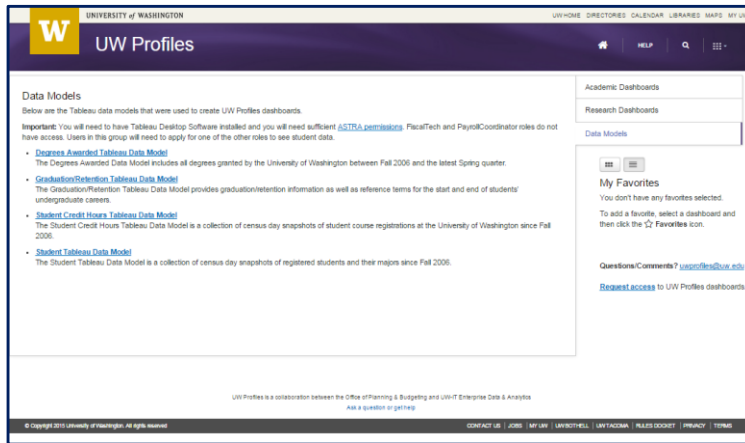 W
UNIVERSITY of WASHINGTON
UW HOME DIRECTORIES CALENDAR LIBRARIES MAPS MY UW
UW Profiles
HELP
Data Models
Below are the Tableau data models that were used to create UW Profiles dashboards.
Important: You will need to have Tableau Desktop Software installed and you will need sufficient ASTRA permissions. FiscalTech and PayrollCoordinator roles do not
have access. Users in this group will need to apply for one of the other roles to see student data.
• Degrees Awarded Tableau Data Model
The Degrees Awarded Data Model includes all degrees granted by the University of Washington between Fall 2006 and the latest Spring quarter.
• Graduation/Retention Tableau Data Model
The Graduation/Retention Tableau Data Model provides graduation/retention information as well as reference terms for the start and end of students'
undergraduate careers.
• Student Credit Hours Tableau Data Model
The Student Credit Hours Tableau Data Model is a collection of census day snapshots of student course registrations at the University of Washington since Fall
2006.
• Student Tableau Data Model
The Student Tableau Data Model is a collection of census day snapshots of registered students and their majors since Fall 2006.
Academic Dashboards
Research Dashboards
Data Models
My Favorites
You don't have any favorites selected.
To add a favorite, select a dashboard and
then click the ☆ Favorites icon.
Questions/Comments? uwprofiles@uw.edu
Request access to UW Profiles dashboards
UW Profiles is a collaboration between the Office of Planning & Budgeting and UW-IT Enterprise Data & Analytics
Ask a question or get help
© Copyright 2015 University of Washington. All rights reserved
CONTACT US | JOBS | MY UW | UW BOTHELL | UW TACOMA | RULES DOCKET | PRIVACY | TERMS